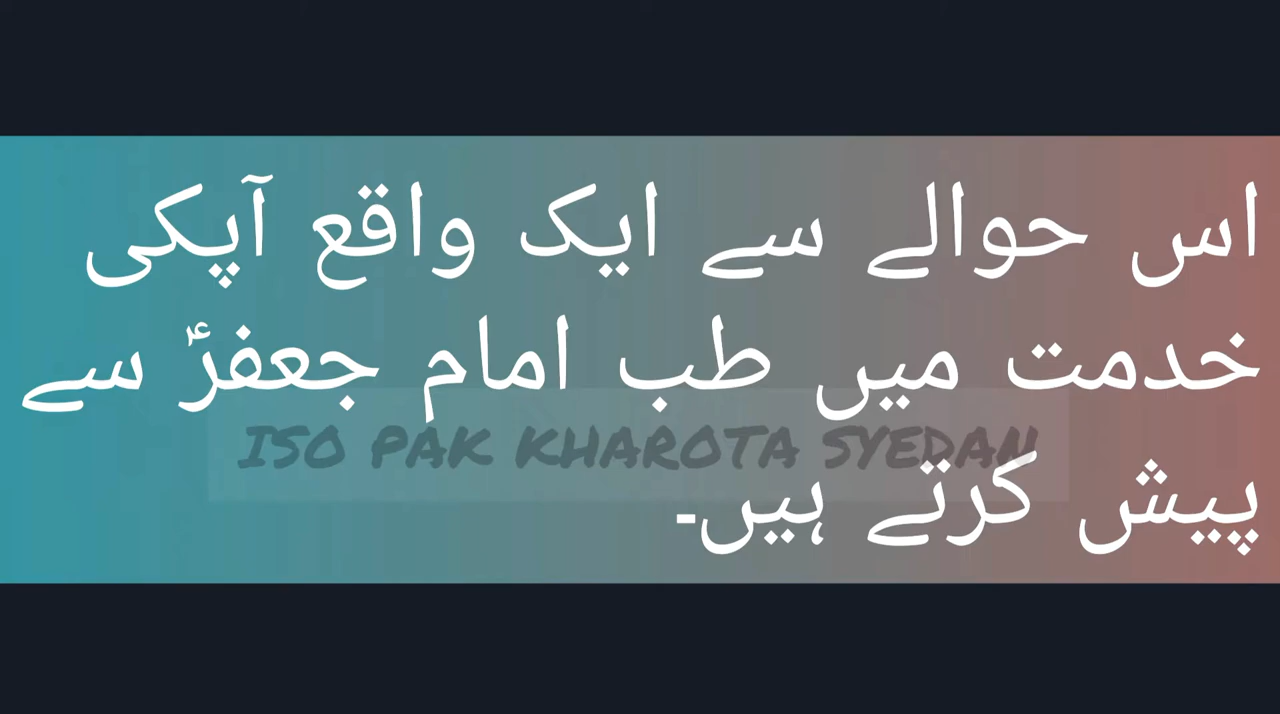 اس حوالے سے ایک واقع آپکی
خدمت میں طب امام جعفرؑ سے
ISO PAK KHAROTA SYEDAN
پیش کرتے ہیں۔